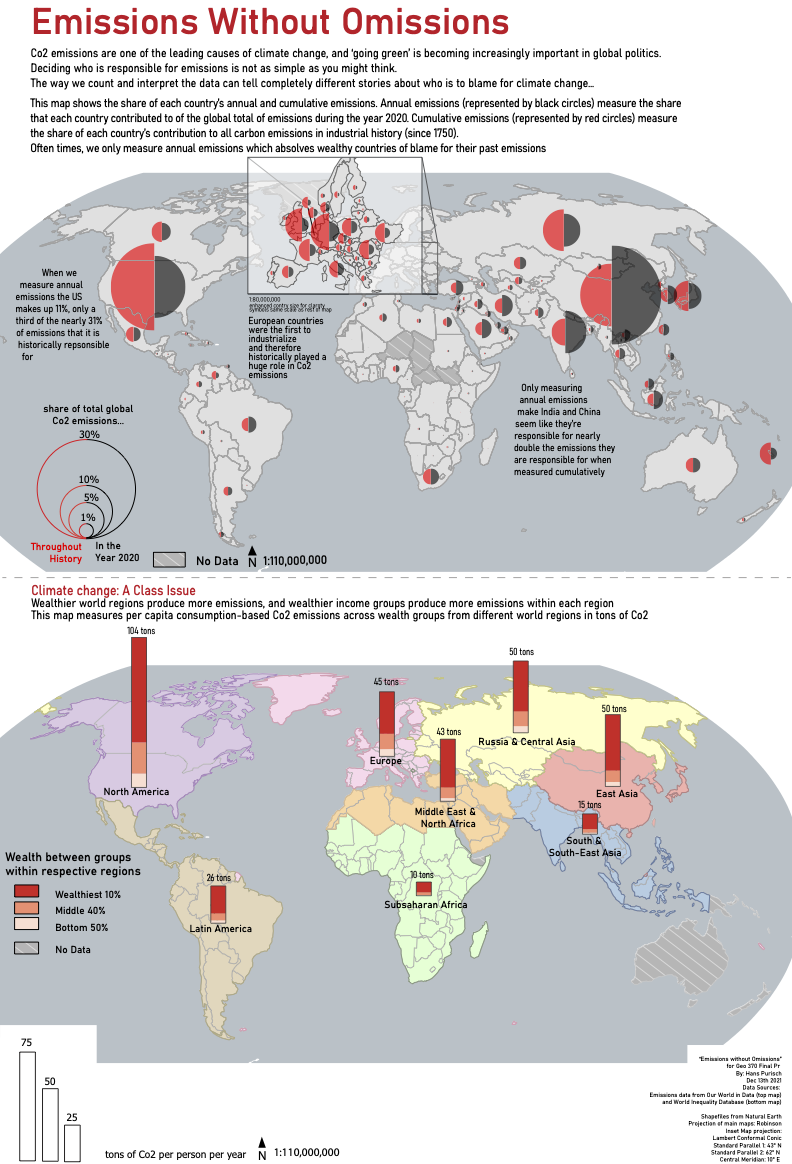 Emissions Without Omissions
Co2 emissions are one of the leading causes of climate change, and 'going green' is becoming increasingly important in global politics.
Deciding who is responsible for emissions is not as simple as you might think.
The way we count and interpret the data can tell completely different stories about who is to blame for climate change...
This map shows the share of each country's annual and cumulative emissions. Annual emissions (represented by black circles) measure the share
that each country contributed to of the global total of emissions during the year 2020. Cumulative emissions (represented by red circles) measure
the share of each country's contribution to all carbon emissions in industrial history (since 1750).
Often times, we only measure annual emissions which absolves wealthy countries of blame for their past emissions
When we
measure annual
emissions the US
makes up 11%, only a
third of the nearly 31%
of emissions that it is
historically repsonsible
for
1:80,000,000
enhanced contry size for clarity
symbols same scale as rest of map
European countries
were the first to
industrialize
and therefore
historically played a
huge role in Co2
emissions
Only measuring
annual emissions
make India and China
seem like they're
responsible for nearly
double the emissions they
are responsible for when
measured cumulatively
share of total global
Co2 emissions...
30%
10%
5%
1%
Throughout
History
In the
Year 2020
No Data
N
1:110,000,000
Climate change: A Class Issue
Wealthier world regions produce more emissions, and wealthier income groups produce more emissions within each region
This map measures per capita consumption-based Co2 emissions across wealth groups from different world regions in tons of Co2
104 tons
North America
45 tons
Europe
50 tons
Russia & Central Asia
43 tons
Middle East &
North Africa
50 tons
East Asia
15 tons
South &
South-East Asia
26 tons
Latin America
10 tons
Subsaharan Africa
Wealth between groups
within respective regions
Wealthiest 10%
Middle 40%
Bottom 50%
No Data
75
50
25
tons of Co2 per person per year
N
1:110,000,000
"Emissions without Omissions"
for Geo 370 Final Pr
By: Hans Purisch
Dec 13th 2021
Data Sources:
Emissions data from Our World in Data (top map)
and World Inequality Database (bottom map)
Shapefiles from Natural Earth
Projection of main maps: Robinson
Inset Map projection:
Lambert Conformal Conic
Standard Parallel 1: 43° N
Standard Parallel 2: 62° N
Central Meridian: 10° E